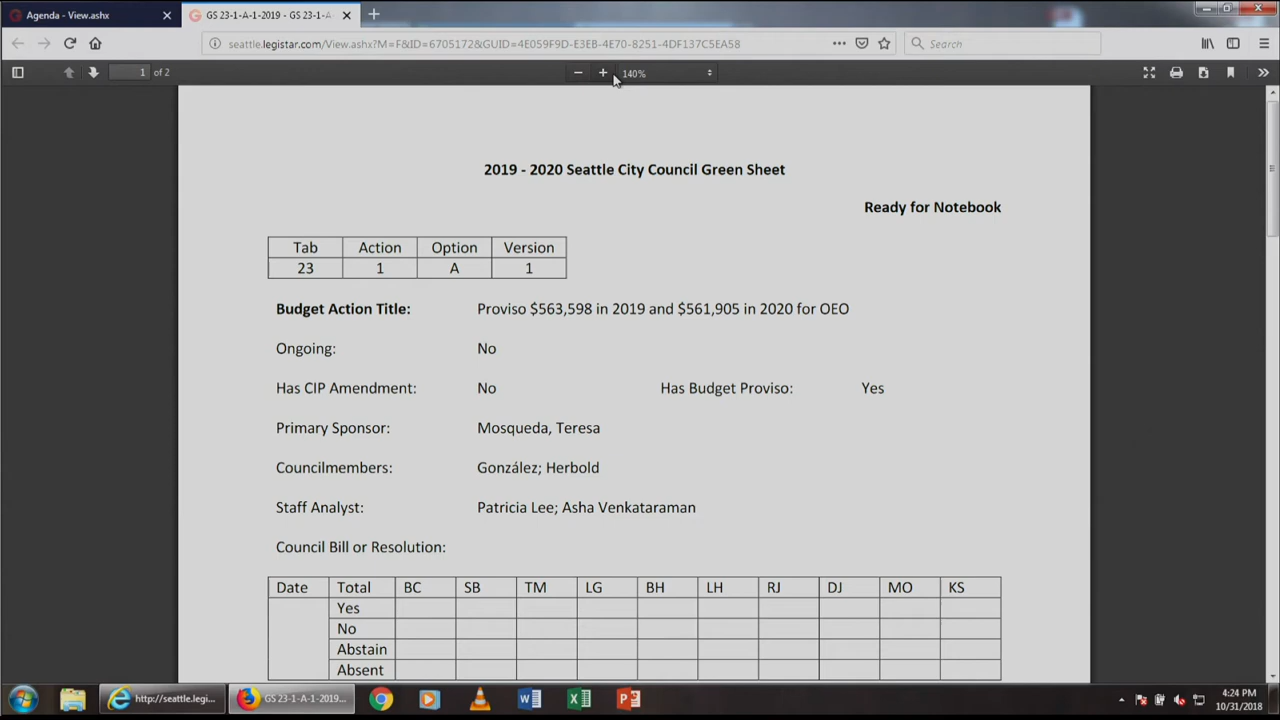 Agenda - View.ashx
GS 23-1-A-1-2019 - GS 23-1-A-
seattle.legistar.com/View.ashx?M=F&ID=6705172&GUID=4E059F9D-E3EB-4E70-8251-4DF137C5EA58
Search
1 of 2
140%
2019 - 2020 Seattle City Council Green Sheet
Ready for Notebook
Tab Action Option Version
23 1 A 1
Budget Action Title: Proviso $563,598 in 2019 and $561,905 in 2020 for OEO
Ongoing: No
Has CIP Amendment: No Has Budget Proviso: Yes
Primary Sponsor: Mosqueda, Teresa
Councilmembers: González; Herbold
Staff Analyst: Patricia Lee; Asha Venkataraman
Council Bill or Resolution:
Date Total BC SB TM LG BH LH RJ DJ MO KS
Yes
No
Abstain
Absent
http://seattle.legi...
GS 23-1-A-1-2019...
4:24 PM
10/31/2018